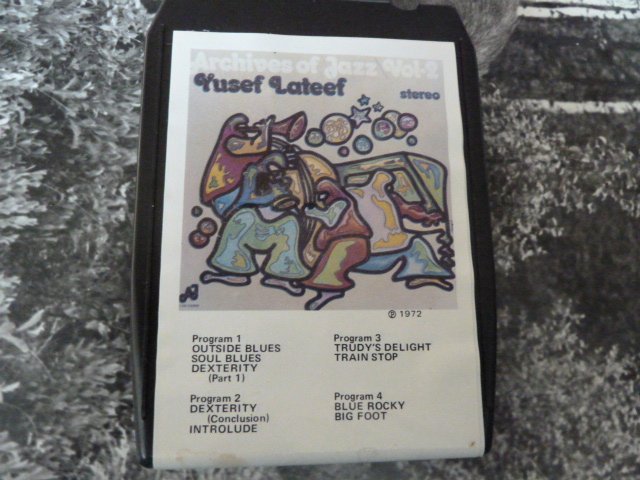 Archives of Jazz Vol-2
Yusef Lateef
stereo
℗ 1972
Program 1
OUTSIDE BLUES
SOUL BLUES
DEXTERITY
(Part 1)
Program 2
DEXTERITY
(Conclusion)
INTROLUDE
Program 3
TRUDY'S DELIGHT
TRAIN STOP
Program 4
BLUE ROCKY
BIG FOOT